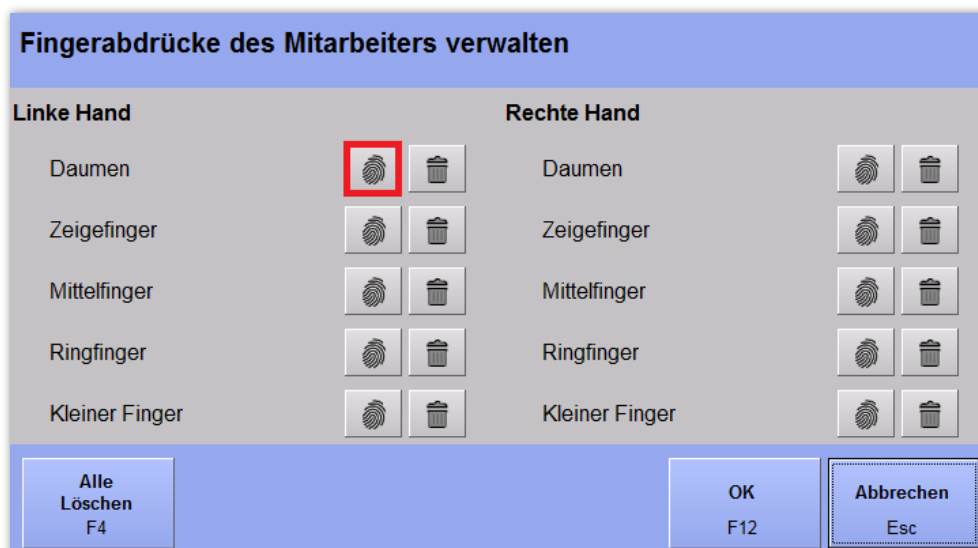 Fingerabdrücke des Mitarbeiters verwalten
Linke Hand
Rechte Hand
Daumen
Daumen
Zeigefinger
Zeigefinger
Mittelfinger
Mittelfinger
Ringfinger
Ringfinger
Kleiner Finger
Kleiner Finger
Alle
Löschen
F4
OK
F12
Abbrechen
Esc